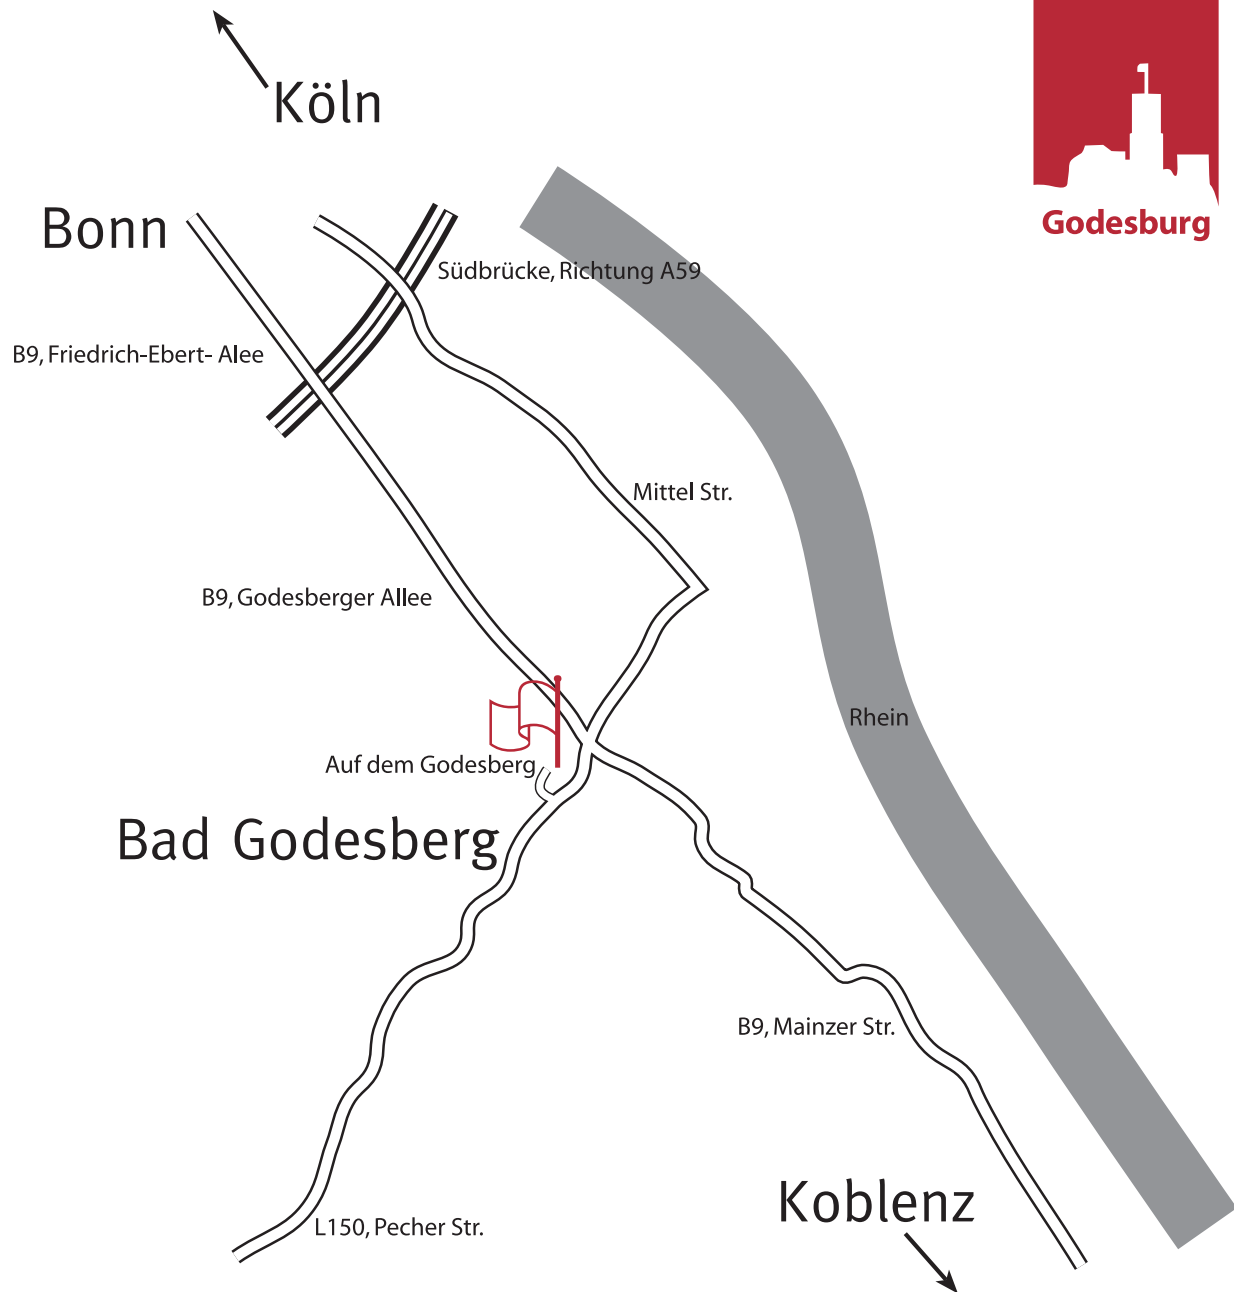 Köln
Godesburg
Bonn
Südbrücke, Richtung A59
B9, Friedrich-Ebert- Alee
Mittel Str.
B9, Godesberger Allee
Rhein
Auf dem Godesberg
Bad Godesberg
B9, Mainzer Str.
Koblenz
L150, Pecher Str.